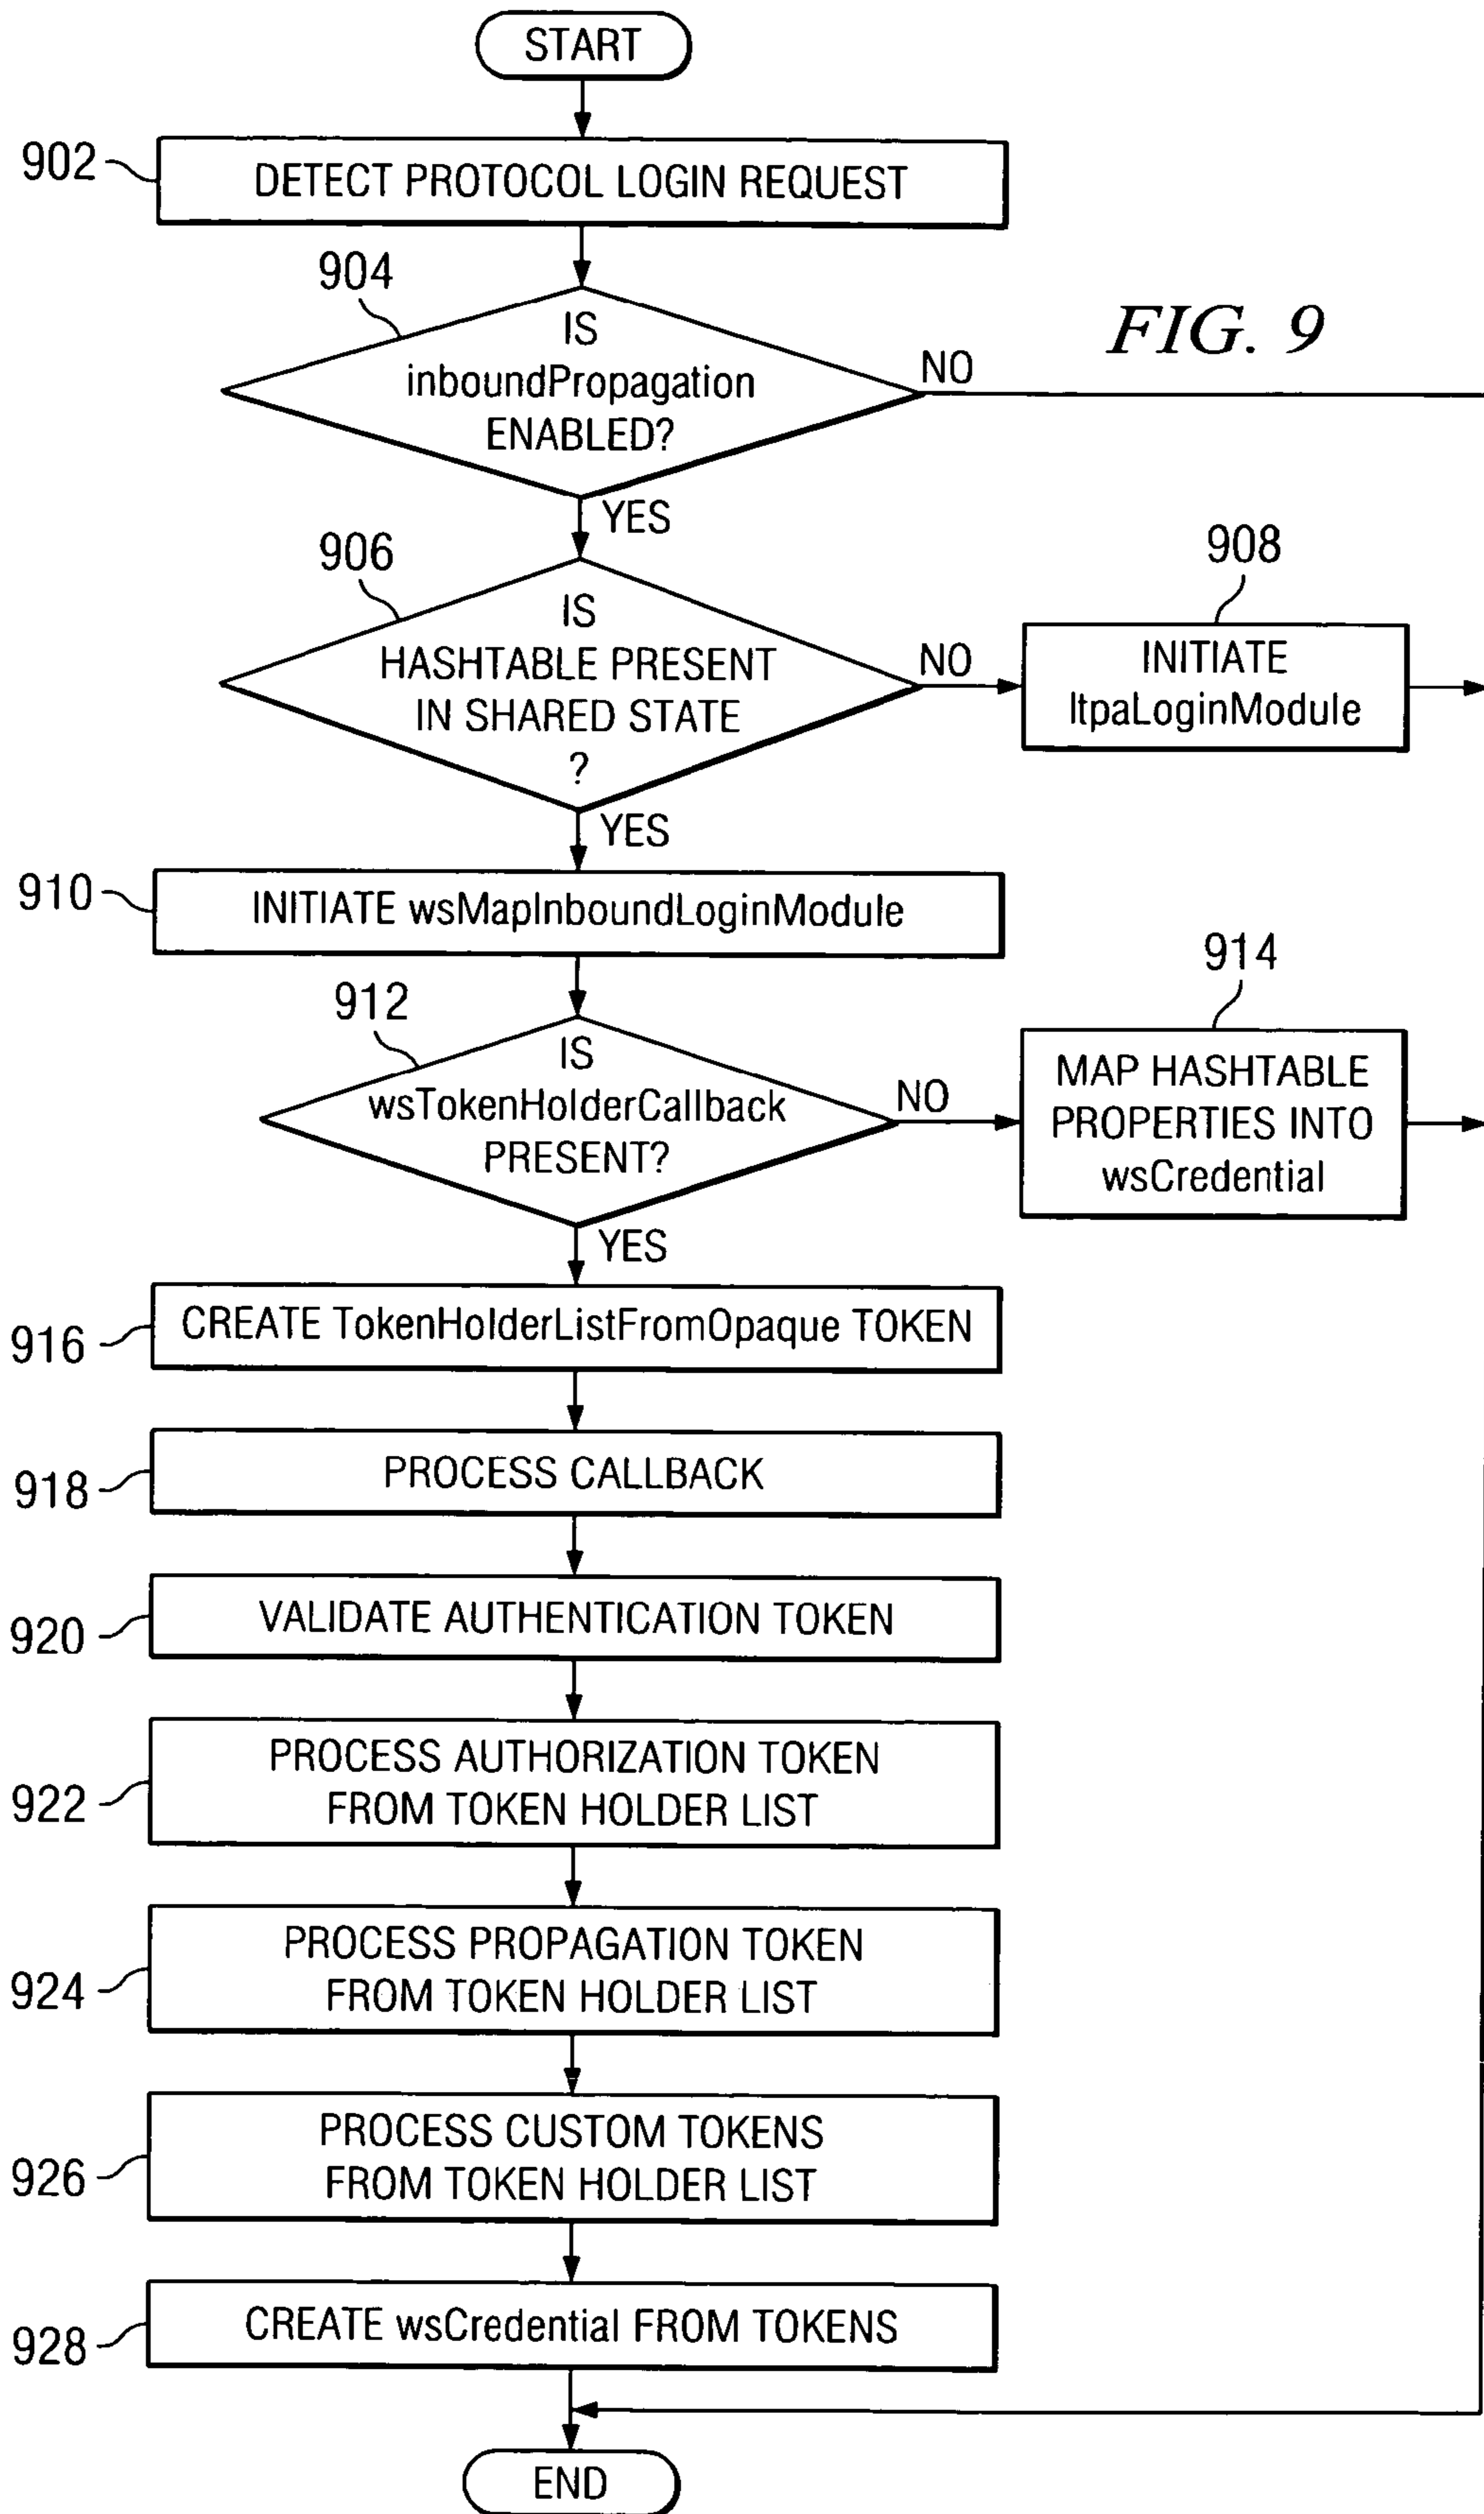 START
902
DETECT PROTOCOL LOGIN REQUEST
904
IS
inboundPropagation
ENABLED?
NO
FIG. 9
YES
906
IS
HASHTABLE PRESENT
IN SHARED STATE
?
NO
908
INITIATE
ltpaLoginModule
YES
910
INITIATE wsMapInboundLoginModule
912
IS
wsTokenHolderCallback
PRESENT?
NO
914
MAP HASHTABLE
PROPERTIES INTO
wsCredential
YES
916
CREATE TokenHolderListFromOpaque TOKEN
918
PROCESS CALLBACK
920
VALIDATE AUTHENTICATION TOKEN
922
PROCESS AUTHORIZATION TOKEN
FROM TOKEN HOLDER LIST
924
PROCESS PROPAGATION TOKEN
FROM TOKEN HOLDER LIST
926
PROCESS CUSTOM TOKENS
FROM TOKEN HOLDER LIST
928
CREATE wsCredential FROM TOKENS
END